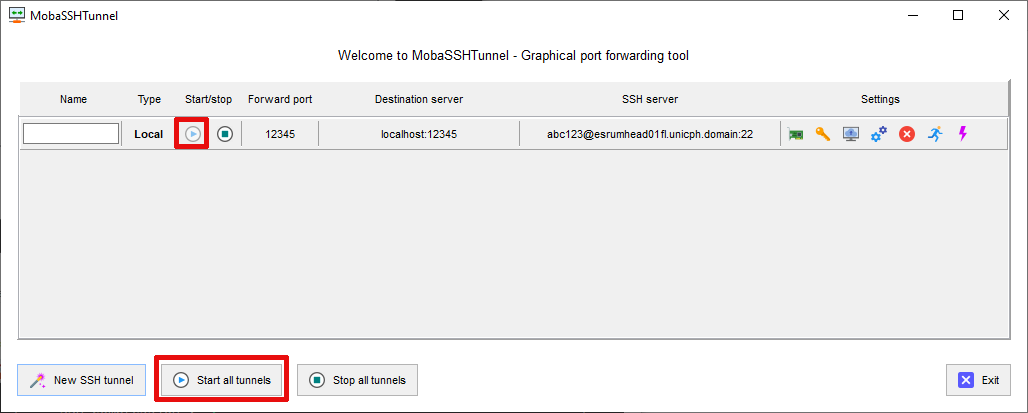 MobaSSHTunnel
Welcome to MobaSSHTunnel - Graphical port forwarding tool
Name Type Start/stop Forward port Destination server SSH server Settings
Local 12345 localhost:12345 abc123@esrumhead01fl.unicph.domain:22
New SSH tunnel Start all tunnels Stop all tunnels Exit